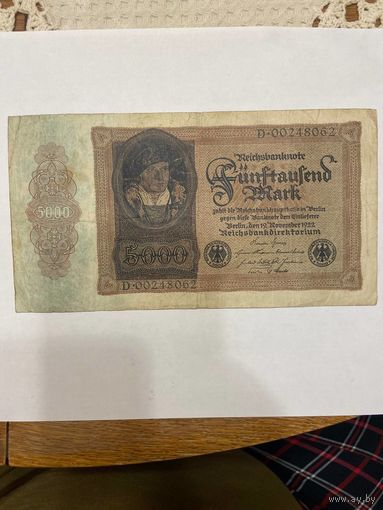 D·00248062
Reichsbanknote
Fünftausend
Mark
zahlt die Reichsbankhauptkasse in Berlin
gegen diese Banknote dem Einlieferer
Berlin, den 19. November 1922
Reichsbankdirektorium
5000
5000
D·00248062
www.ay.by